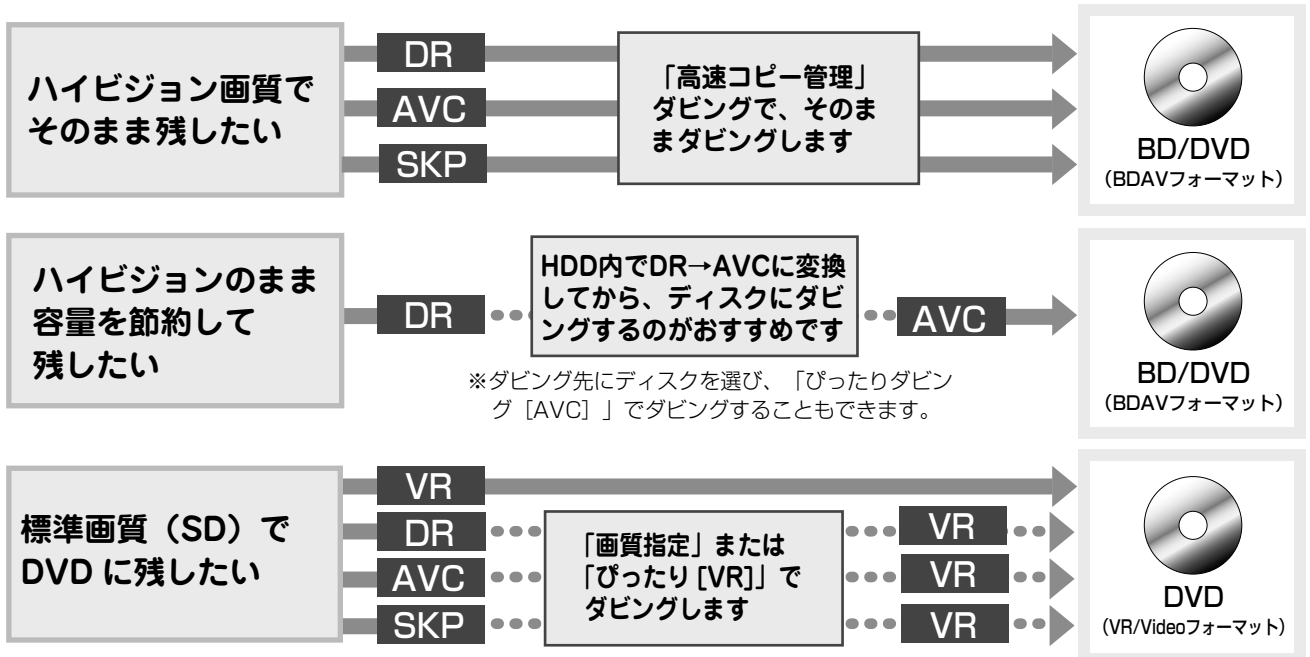 ハイビジョン画質で
そのまま残したい
DR
AVC
SKP
「高速コピー管理」
ダビングで、そのま
まダビングします
BD/DVD
（BDAVフォーマット）
ハイビジョンのまま
容量を節約して
残したい
DR
HDD内でDR→AVCに変換
してから、ディスクにダビ
ングするのがおすすめです
AVC
※ダビング先にディスクを選び、「ぴったりダビン
グ［AVC］」でダビングすることもできます。
BD/DVD
（BDAVフォーマット）
標準画質（SD）で
DVD に残したい
VR
DR
AVC
SKP
「画質指定」または
「ぴったり [VR]」で
ダビングします
VR
VR
VR
DVD
（VR/Videoフォーマット）